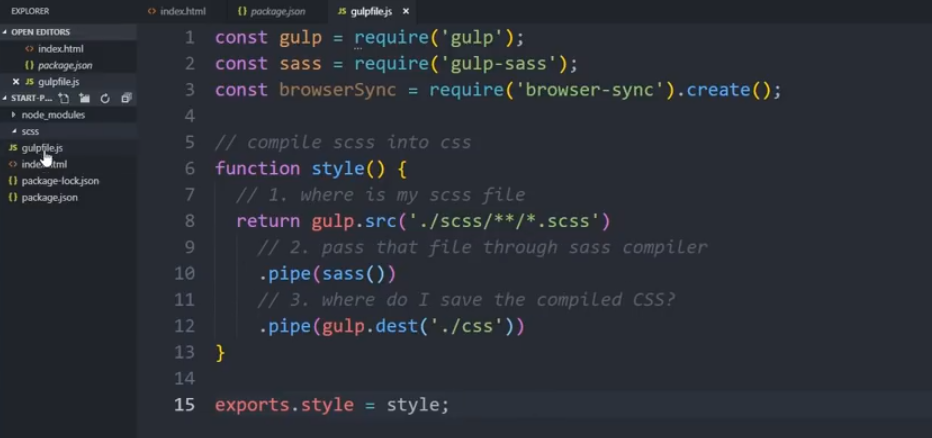 EXPLORER
OPEN EDITORS
<> index.html
{} package.json
× JS gulpfile.js
START-P...
node_modules
scss
JS gulpfile.js
<> index.html
{} package-lock.json
{} package.json
<> index.html {} package.json JS gulpfile.js ×
1 const gulp = require('gulp');
2 const sass = require('gulp-sass');
3 const browserSync = require('browser-sync').create();
4
5 // compile scss into css
6 function style() {
7 // 1. where is my scss file
8 return gulp.src('./scss/**/*.scss')
9 // 2. pass that file through sass compiler
10 .pipe(sass())
11 // 3. where do I save the compiled CSS?
12 .pipe(gulp.dest('./css'))
13 }
14
15 exports.style = style;